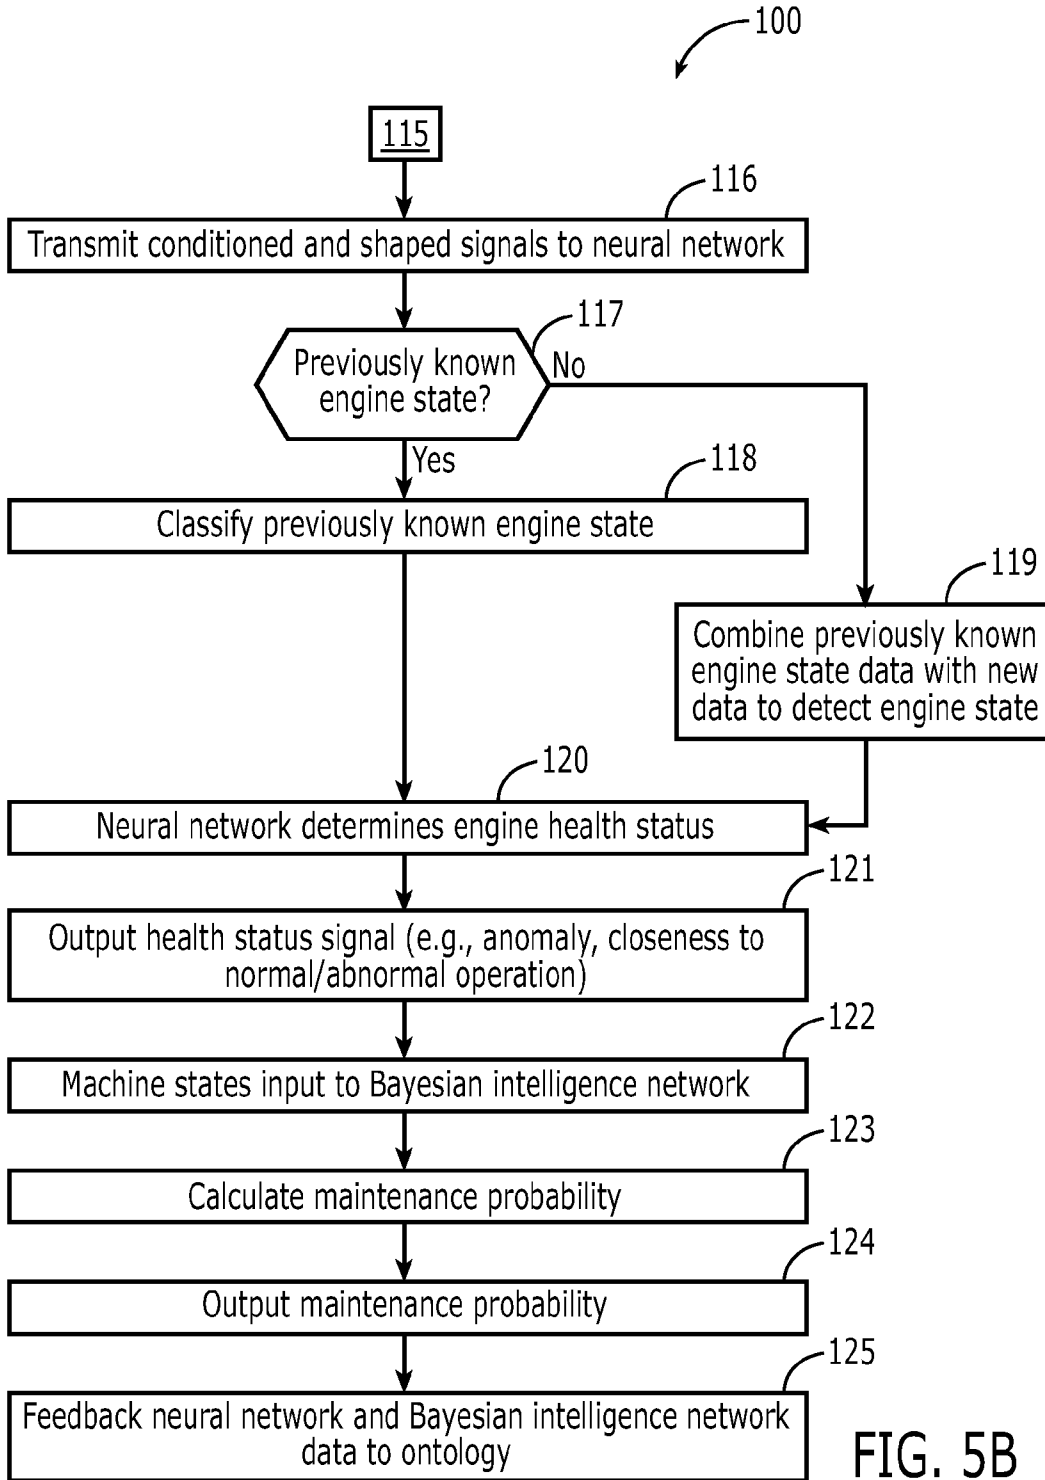 100
115
116
Transmit conditioned and shaped signals to neural network
117
Previously known
engine state?
No
Yes
118
Classify previously known engine state
119
Combine previously known
engine state data with new
data to detect engine state
120
Neural network determines engine health status
121
Output health status signal (e.g., anomaly, closeness to
normal/abnormal operation)
122
Machine states input to Bayesian intelligence network
123
Calculate maintenance probability
124
Output maintenance probability
125
Feedback neural network and Bayesian intelligence network
data to ontology
FIG. 5B